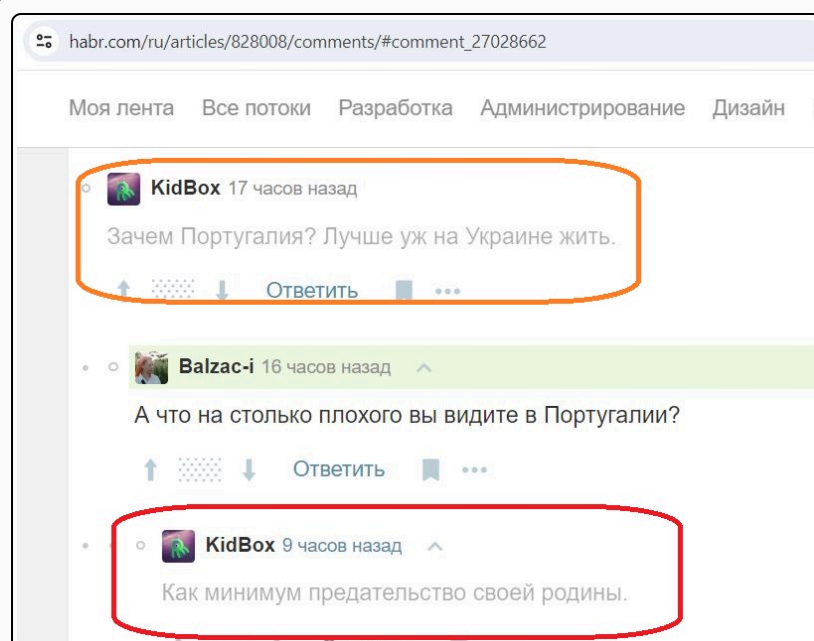 habr.com/ru/articles/828008/comments/#comment_27028662
Моя лента Все потоки Разработка Администрирование Дизайн
KidBox 17 часов назад
Зачем Португалия? Лучше уж на Украине жить.
Ответить
Balzac-i 16 часов назад
А что на столько плохого вы видите в Португалии?
Ответить
KidBox 9 часов назад
Как минимум предательство своей родины.